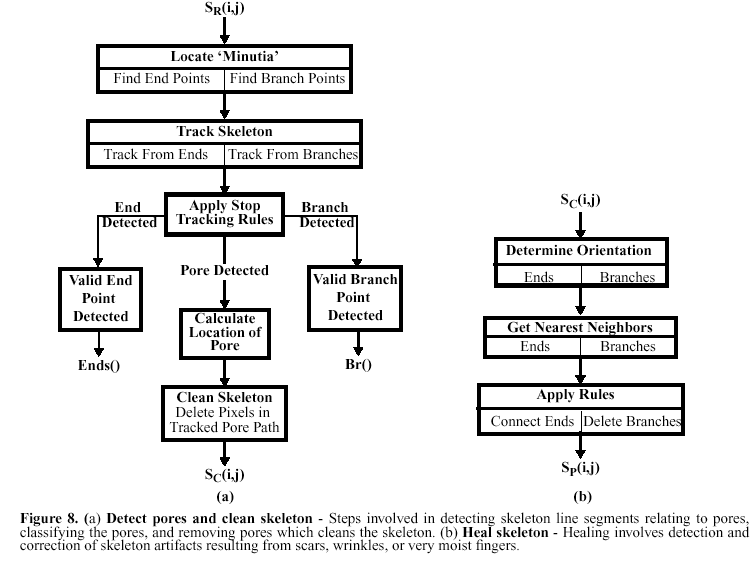 S_R(i,j)
Locate ‘Minutia’
Find End Points Find Branch Points
Track Skeleton
Track From Ends Track From Branches
Apply Stop
Tracking Rules
End
Detected
Branch
Detected
Pore Detected
Valid End
Point
Detected
Valid Branch
Point
Detected
Calculate
Location of
Pore
Ends()
Br()
Clean Skeleton
Delete Pixels in
Tracked Pore Path
S_C(i,j)
(a)
S_C(i,j)
Determine Orientation
Ends Branches
Get Nearest Neighbors
Ends Branches
Apply Rules
Connect Ends Delete Branches
S_P(i,j)
(b)
Figure 8. (a) Detect pores and clean skeleton - Steps involved in detecting skeleton line segments relating to pores,
classifying the pores, and removing pores which cleans the skeleton. (b) Heal skeleton - Healing involves detection and
correction of skeleton artifacts resulting from scars, wrinkles, or very moist fingers.